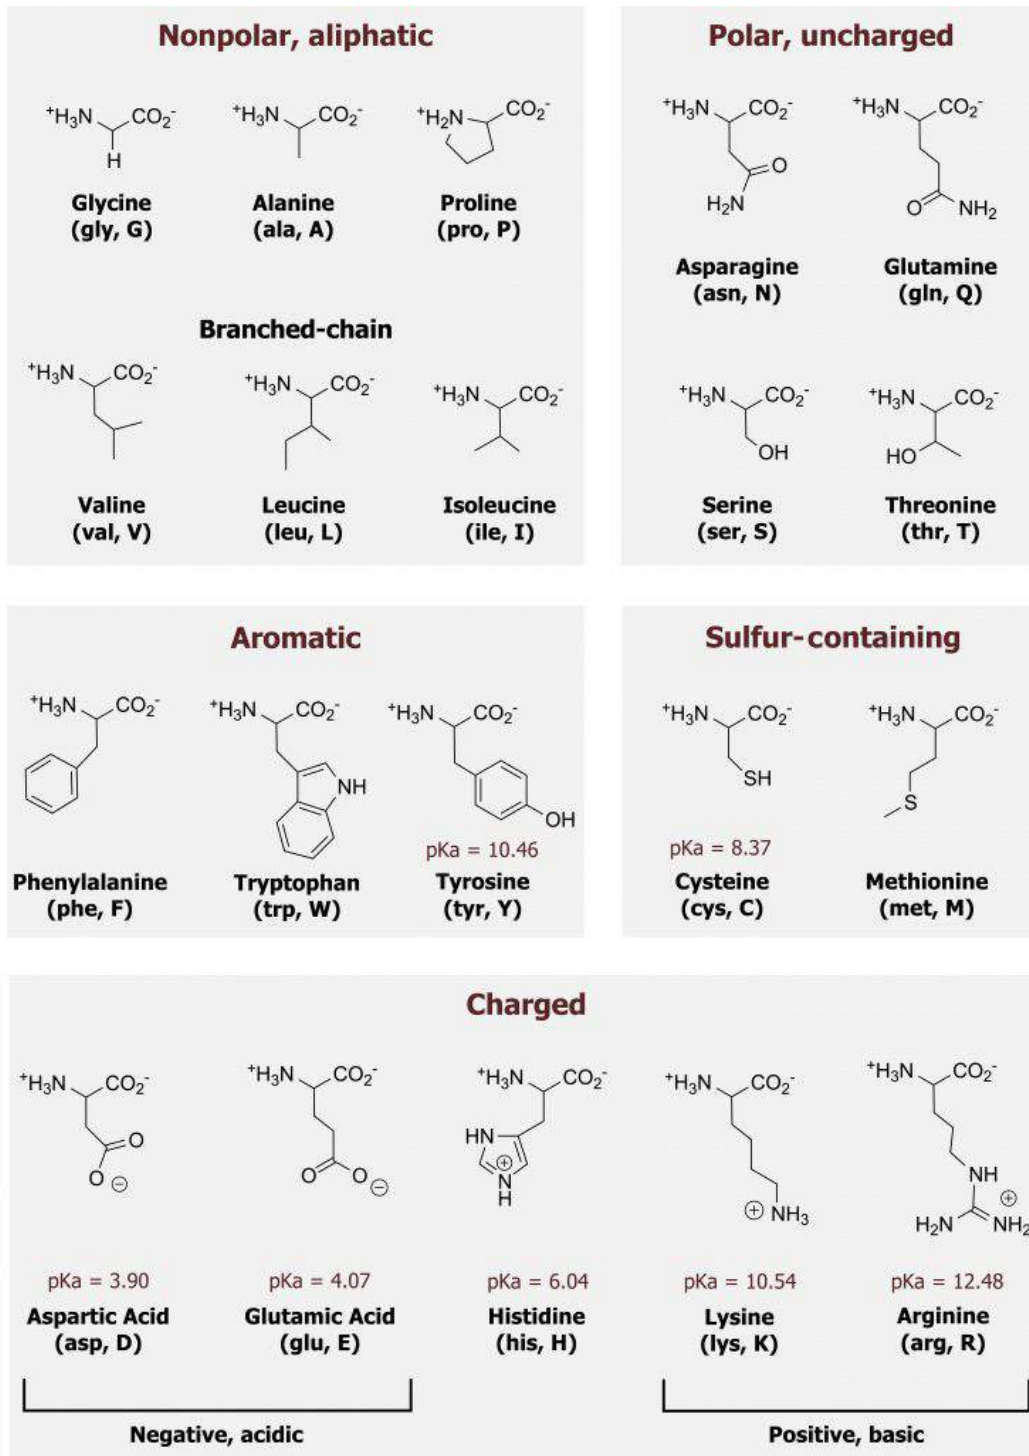 Nonpolar, aliphatic
⁺H₃N CO₂⁻
H
Glycine
(gly, G)
⁺H₃N CO₂⁻
Alanine
(ala, A)
⁺H₂N CO₂⁻
Proline
(pro, P)
Branched-chain
⁺H₃N CO₂⁻
Valine
(val, V)
⁺H₃N CO₂⁻
Leucine
(leu, L)
⁺H₃N CO₂⁻
Isoleucine
(ile, I)
Polar, uncharged
⁺H₃N CO₂⁻
O
H₂N
Asparagine
(asn, N)
⁺H₃N CO₂⁻
O NH₂
Glutamine
(gln, Q)
⁺H₃N CO₂⁻
OH
Serine
(ser, S)
⁺H₃N CO₂⁻
HO
Threonine
(thr, T)
Aromatic
⁺H₃N CO₂⁻
Phenylalanine
(phe, F)
⁺H₃N CO₂⁻
NH
Tryptophan
(trp, W)
⁺H₃N CO₂⁻
OH
pKa = 10.46
Tyrosine
(tyr, Y)
Sulfur-containing
⁺H₃N CO₂⁻
SH
pKa = 8.37
Cysteine
(cys, C)
⁺H₃N CO₂⁻
S
Methionine
(met, M)
Charged
⁺H₃N CO₂⁻
O
O ⊖
pKa = 3.90
Aspartic Acid
(asp, D)
⁺H₃N CO₂⁻
O O ⊖
pKa = 4.07
Glutamic Acid
(glu, E)
⁺H₃N CO₂⁻
HN
⊕
N
H
pKa = 6.04
Histidine
(his, H)
⁺H₃N CO₂⁻
⊕ NH₃
pKa = 10.54
Lysine
(lys, K)
⁺H₃N CO₂⁻
NH
⊕
H₂N NH₂
pKa = 12.48
Arginine
(arg, R)
Negative, acidic
Positive, basic